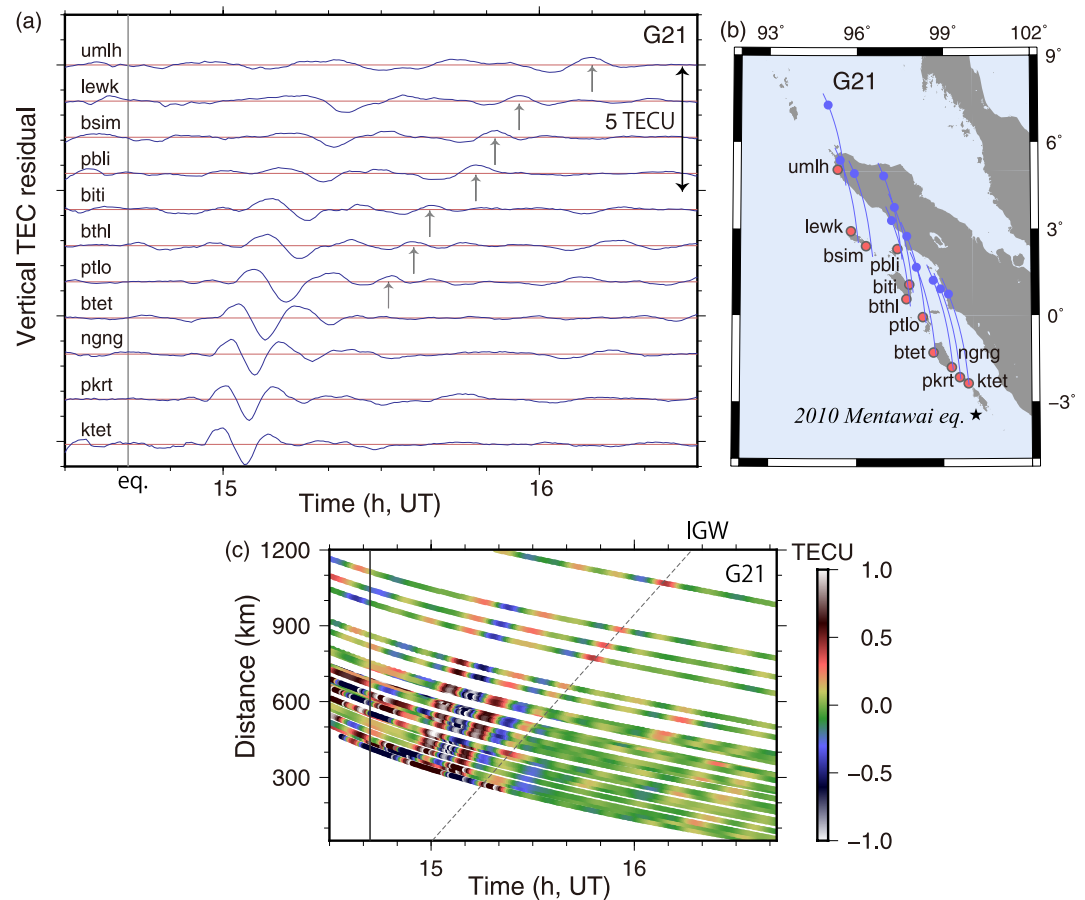 (a)
G21
umlh
lewk
bsim
pbli
biti
bthl
ptlo
btet
ngng
pkrt
ktet
5 TECU
Vertical TEC residual
eq.
15
16
Time (h, UT)
(b)
93°
96°
99°
102°
9°
6°
3°
0°
−3°
G21
umlh
lewk
bsim
pbli
biti
bthl
ptlo
btet
ngng
pkrt
ktet
2010 Mentawai eq.
(c)
IGW
G21
1200
900
600
300
Distance (km)
15
16
Time (h, UT)
TECU
1.0
0.5
0.0
−0.5
−1.0